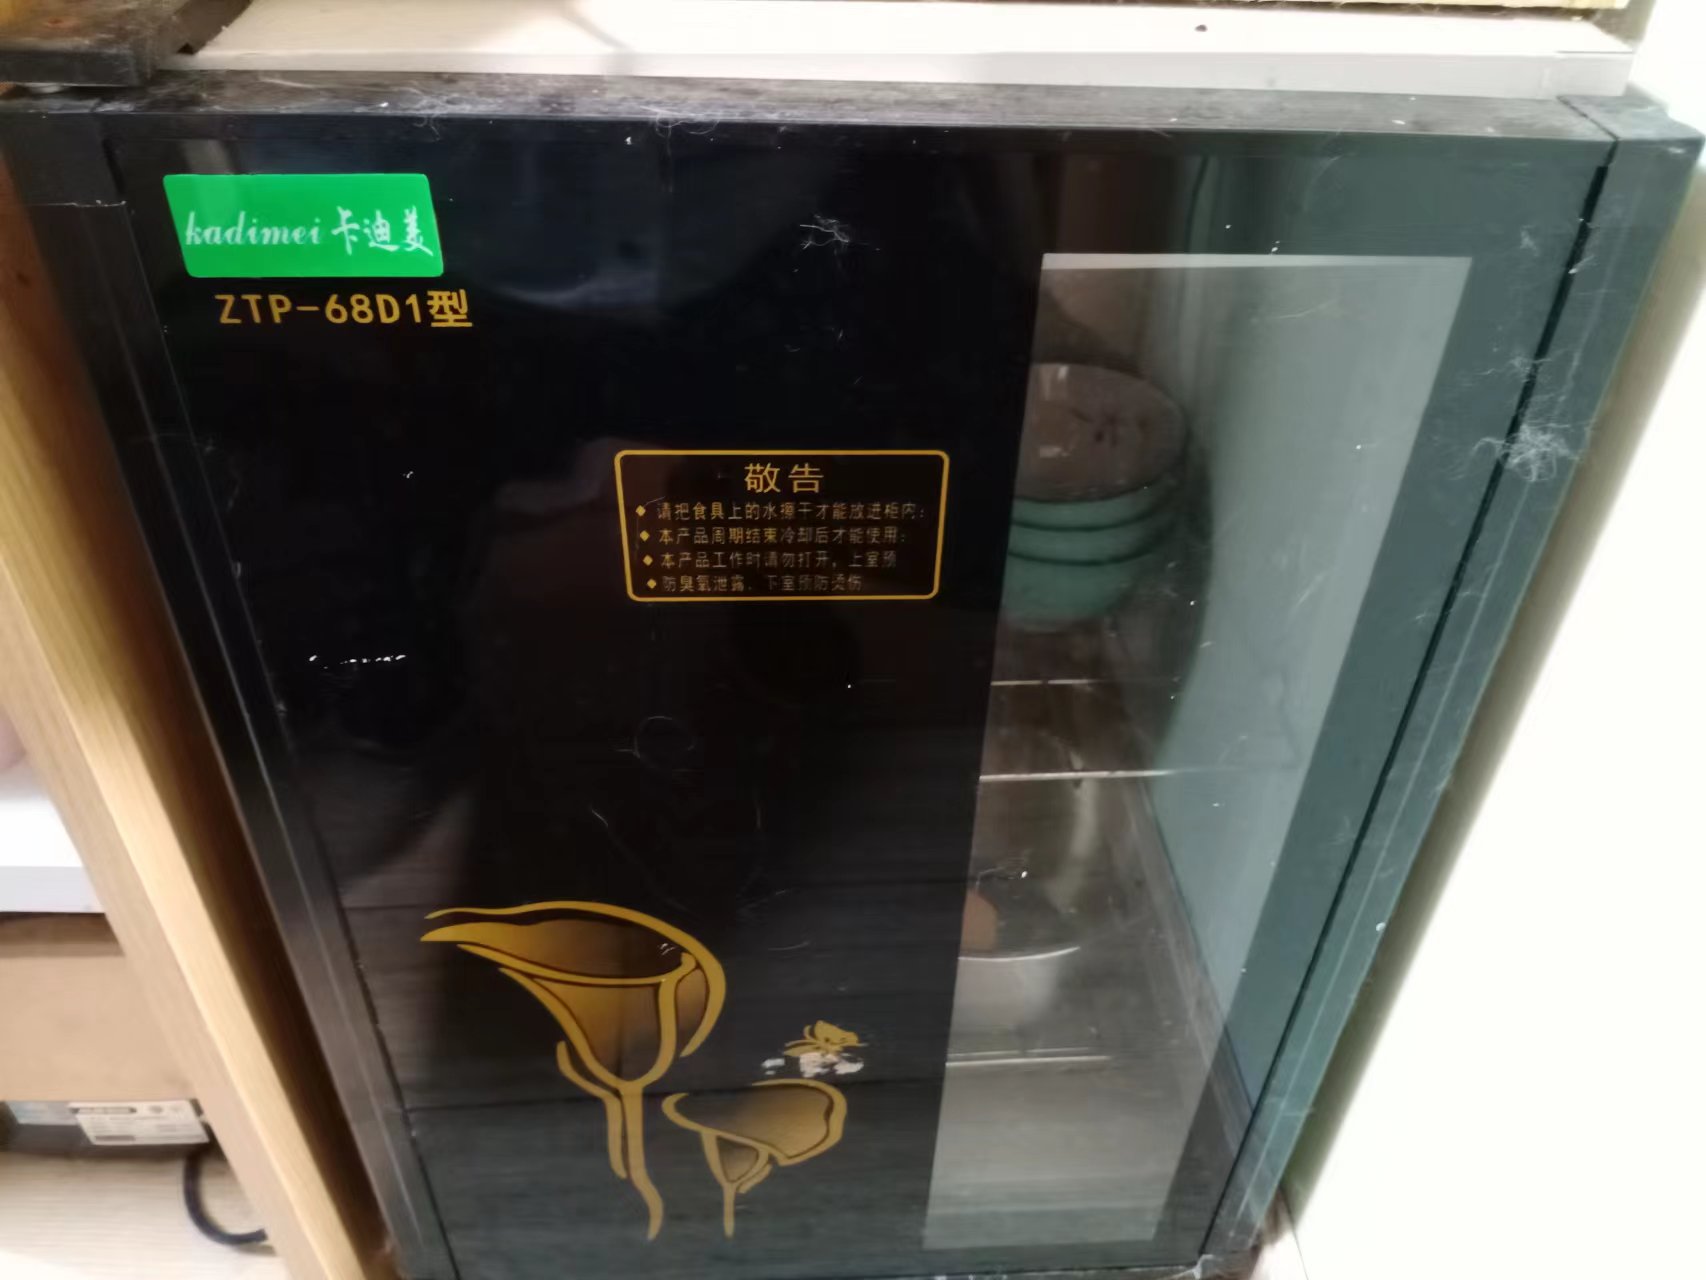 kadimei 卡迪美
ZTP-68D1型
敬告
◆ 请把食具上的水擦干才能放进柜内;
◆ 本产品周期结束冷却后才能使用;
◆ 本产品工作时请勿打开，上室预
◆ 防臭氧泄露、下室预防烫伤